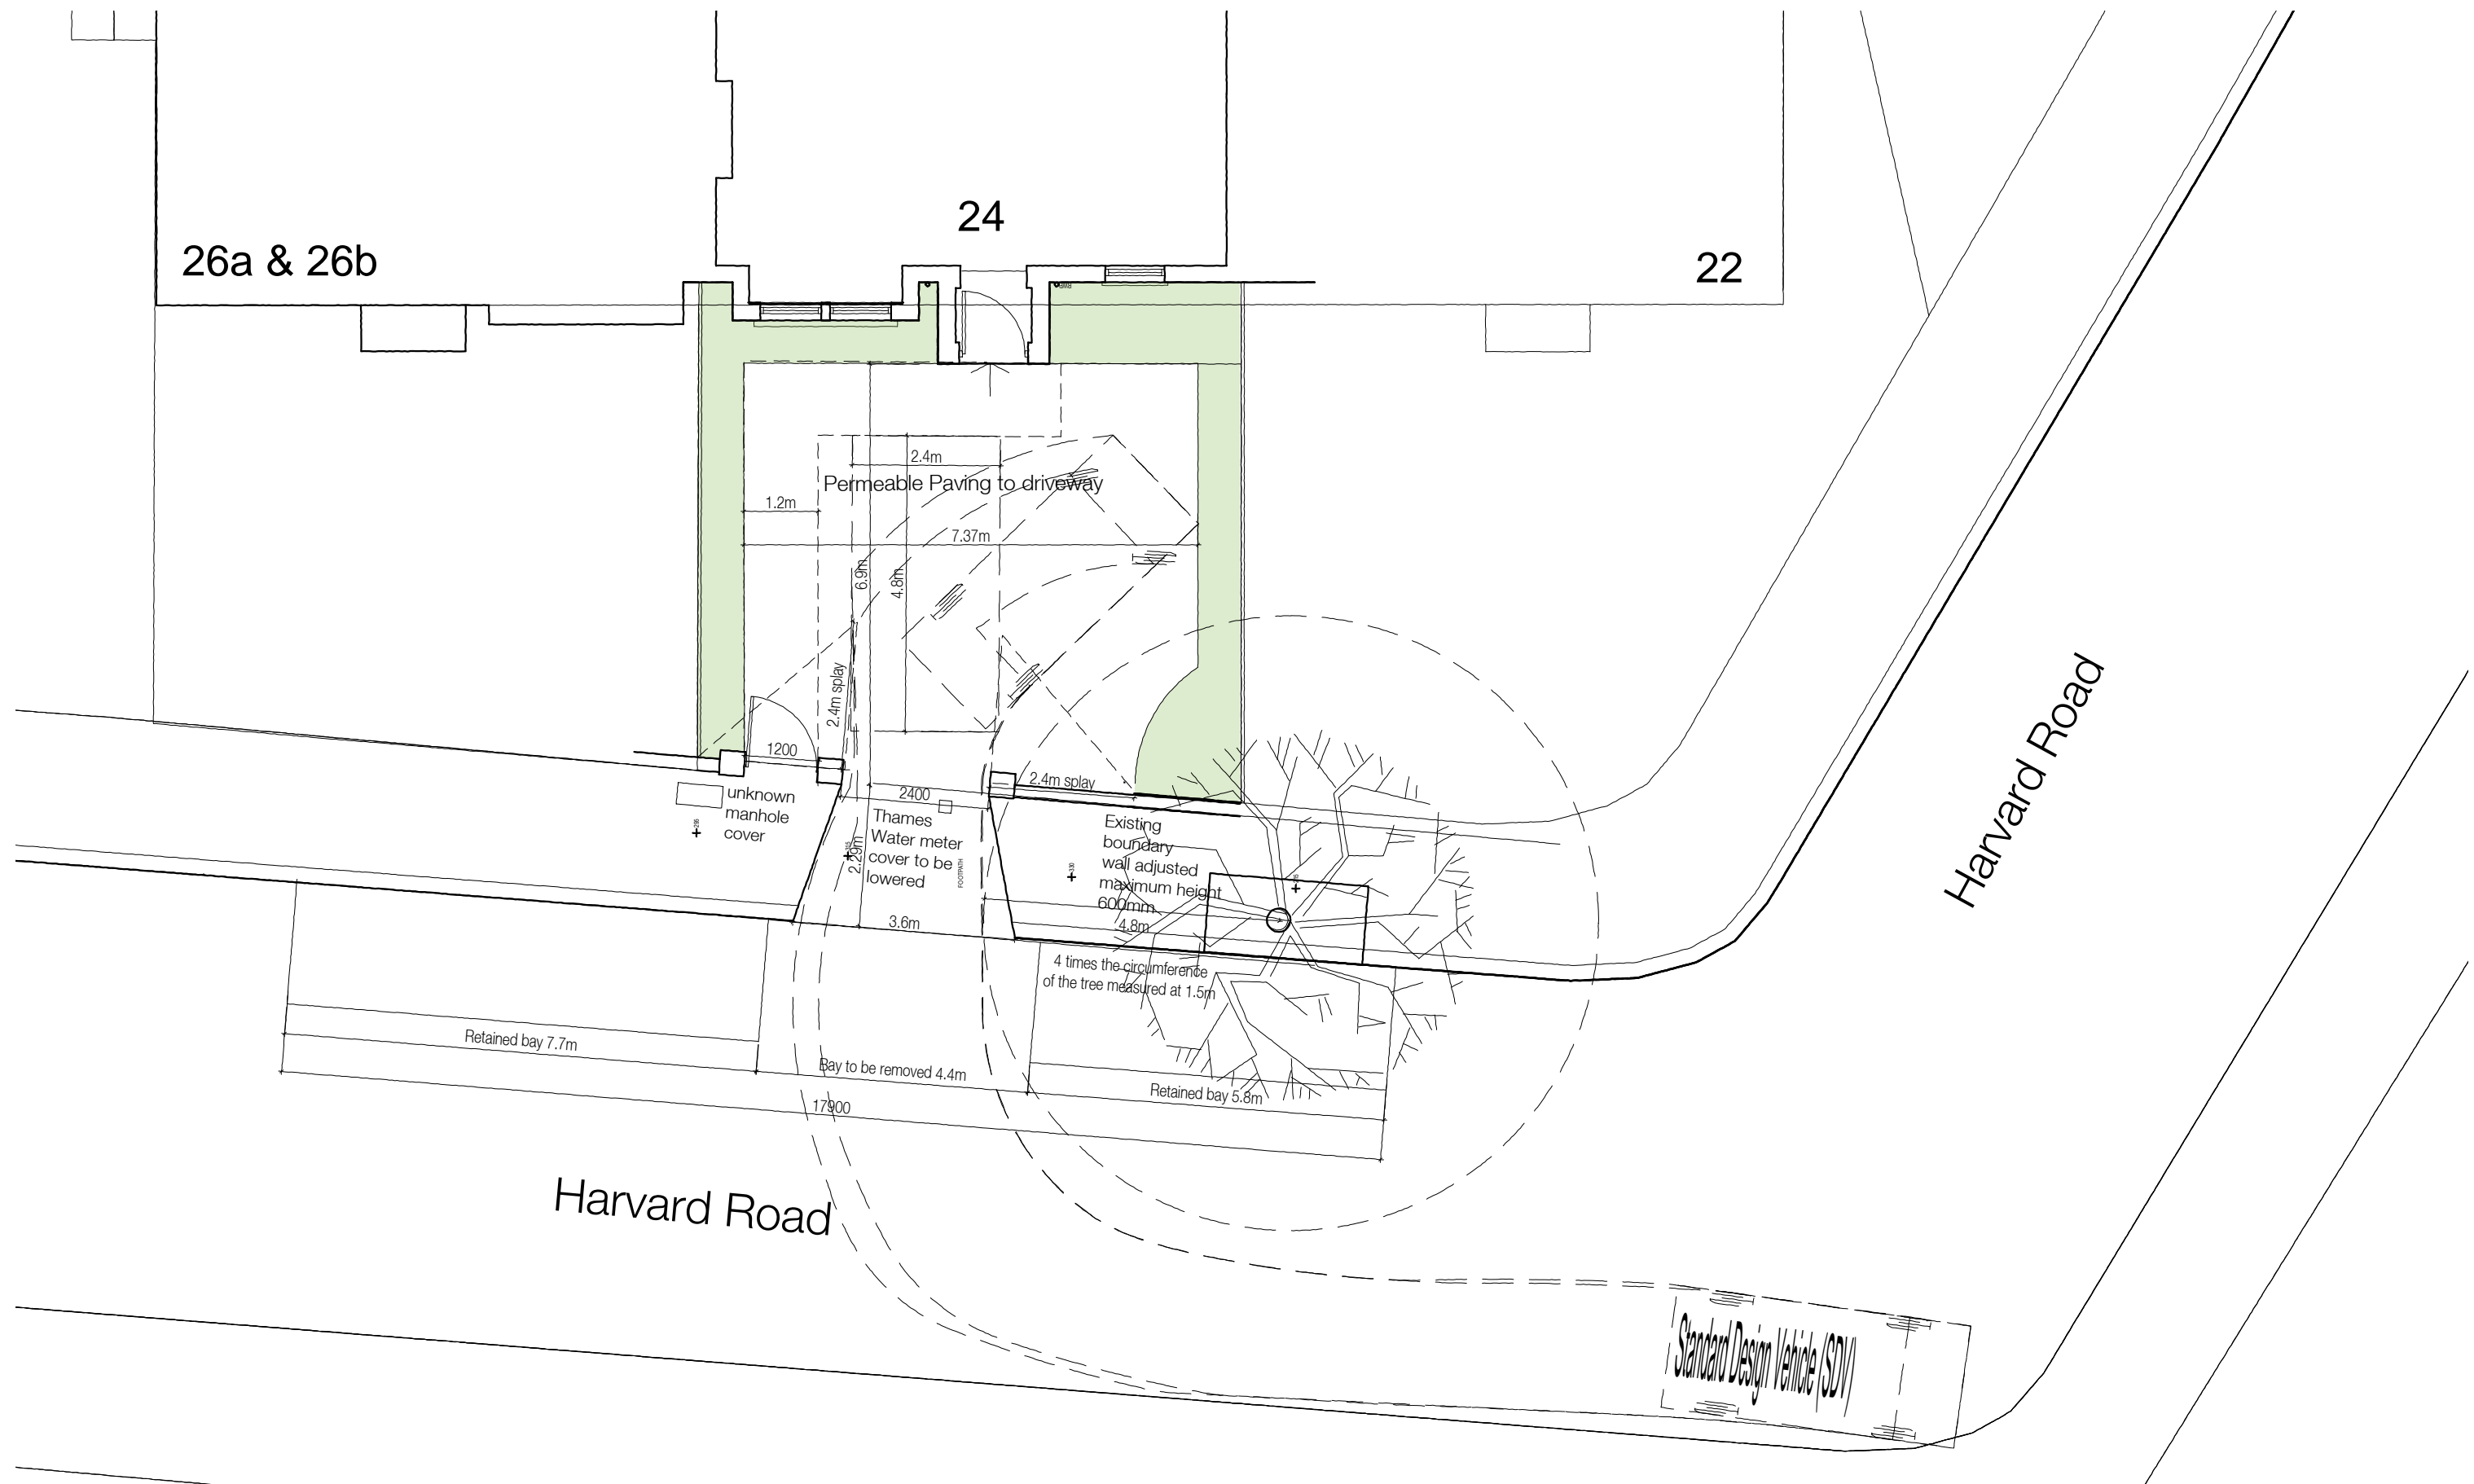 24
26a & 26b
22
2.4m
Permeable Paving to driveway
1.2m
7.37m
6.9m
4.8m
2.4m splay
1200
2.4m splay
2400
unknown
manhole
cover
Thames
Water meter
cover to be
lowered
2.29m
FOOTPATH
Existing
boundary
wall adjusted
maximum height
600mm
4.8m
3.6m
4 times the circumference
of the tree measured at 1.5m
Retained bay 7.7m
Bay to be removed 4.4m
Retained bay 5.8m
17900
Harvard Road
Harvard Road
Standard Design Vehicle (SDV)